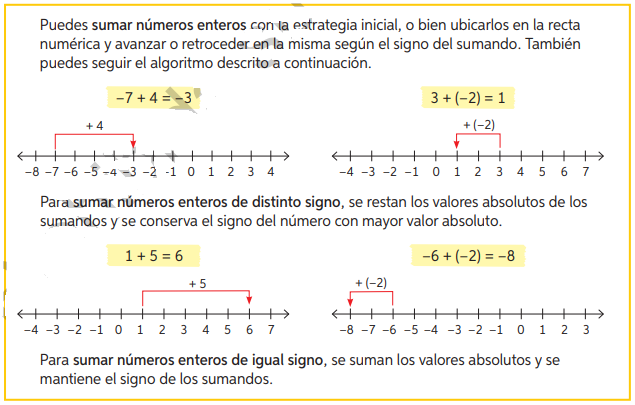 Puedes sumar números enteros con la estrategia inicial, o bien ubicarlos en la recta
numérica y avanzar o retroceder en la misma según el signo del sumando. También
puedes seguir el algoritmo descrito a continuación.
−7 + 4 = −3
3 + (−2) = 1
+ 4
+ (−2)
−8 −7 −6 −5 −4 −3 −2 −1 0 1 2 3 4
−4 −3 −2 −1 0 1 2 3 4 5 6 7
Para sumar números enteros de distinto signo, se restan los valores absolutos de los
sumandos y se conserva el signo del número con mayor valor absoluto.
1 + 5 = 6
−6 + (−2) = −8
+ 5
+ (−2)
−4 −3 −2 −1 0 1 2 3 4 5 6 7
−8 −7 −6 −5 −4 −3 −2 −1 0 1 2 3
Para sumar números enteros de igual signo, se suman los valores absolutos y se
mantiene el signo de los sumandos.